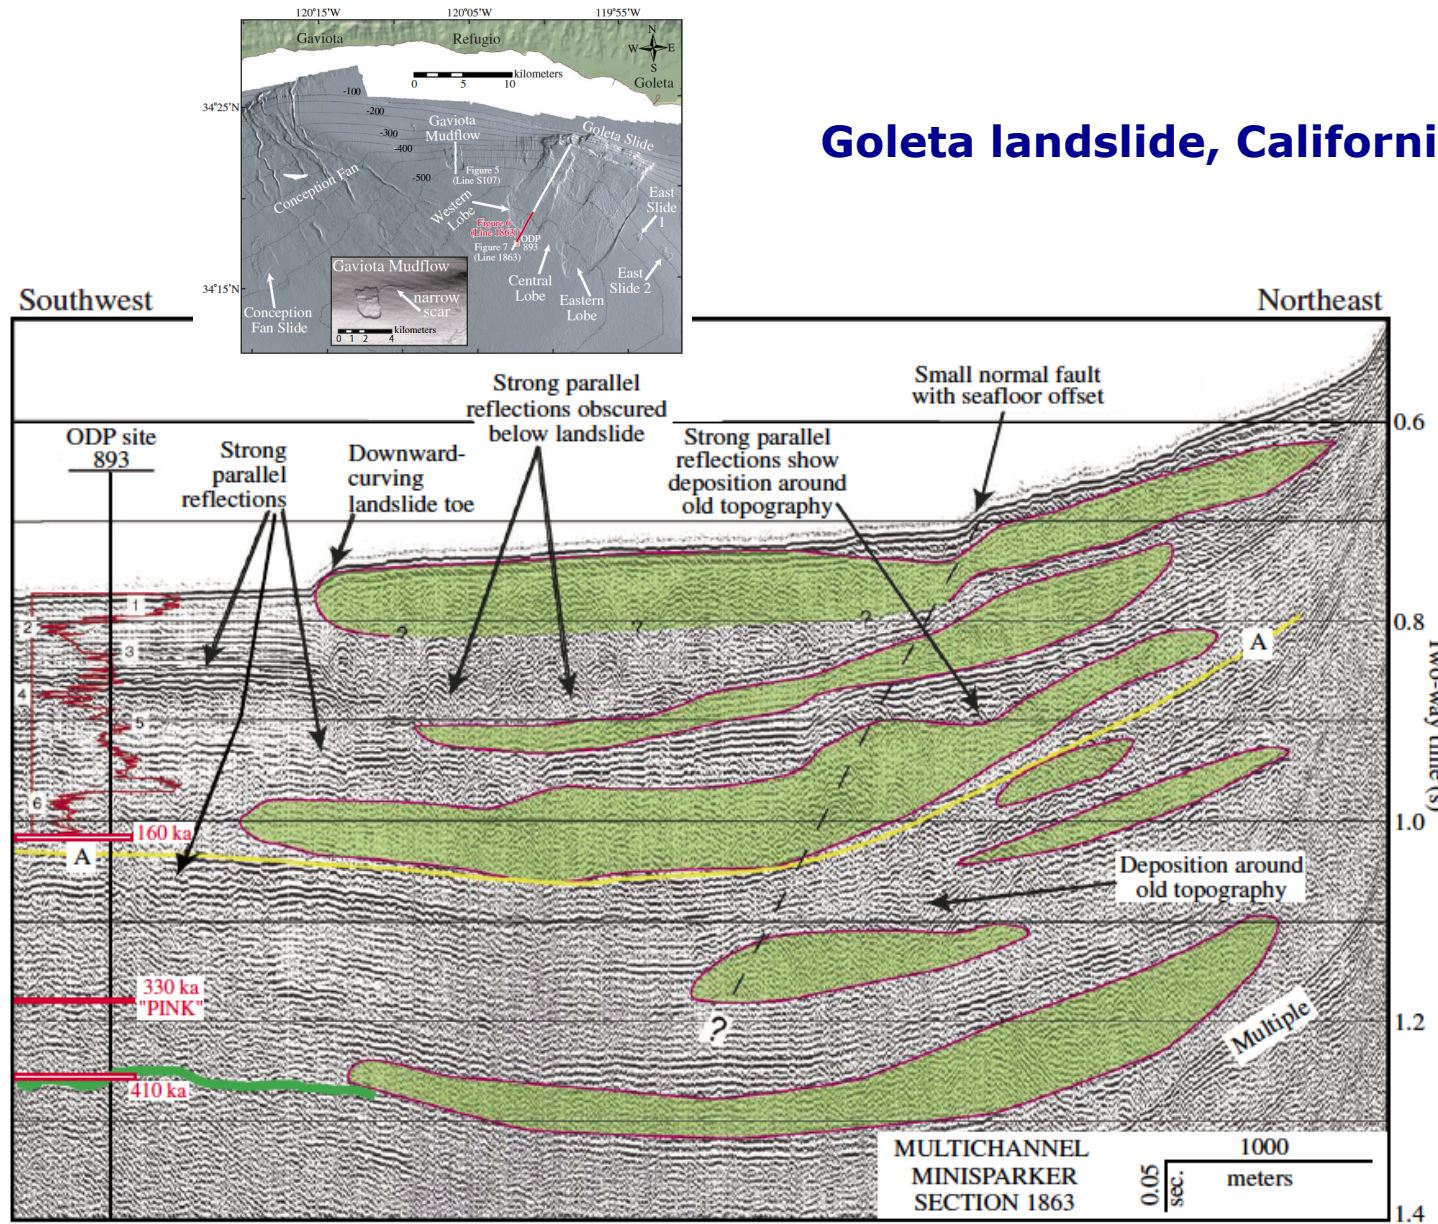 120°15'W
120°05'W
119°55'W
Gaviota
Refugio
N
W
E
S
kilometers
0
5
10
Goleta
34°25'N
-100
-200
-300
-400
-500
Gaviota
Mudflow
Goleta Slide
Figure 5
(Line S107)
Conception Fan
Western
Lobe
East
Slide
1
Figure 6
(Line 1863)
Figure 7
(Line 1863)
ODP
893
Central
Lobe
Eastern
Lobe
East
Slide 2
34°15'N
Conception
Fan Slide
Gaviota Mudflow
narrow
scar
kilometers
0 1 2 4
Goleta landslide, Californi
Southwest
Northeast
ODP site
893
Strong
parallel
reflections
Downward-
curving
landslide toe
Strong parallel
reflections obscured
below landslide
Strong parallel
reflections show
deposition around
old topography
Small normal fault
with seafloor offset
0.6
0.8
1.0
1.2
1.4
Two-way time (s)
1
2
3
4
5
6
?
?
?
A
A
160 ka
Deposition around
old topography
330 ka
"PINK"
?
410 ka
Multiple
MULTICHANNEL
MINISPARKER
SECTION 1863
0.05
sec.
1000
meters